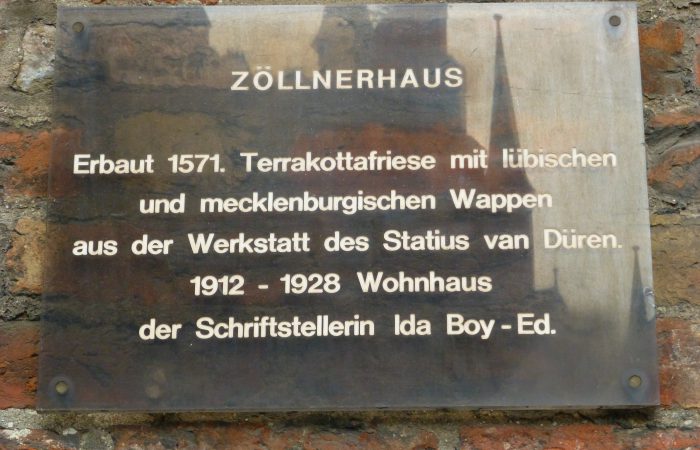 ZÖLLNERHAUS
Erbaut 1571. Terrakottafriese mit lübischen
und mecklenburgischen Wappen
aus der Werkstatt des Statius van Düren.
1912 - 1928 Wohnhaus
der Schriftstellerin Ida Boy-Ed.